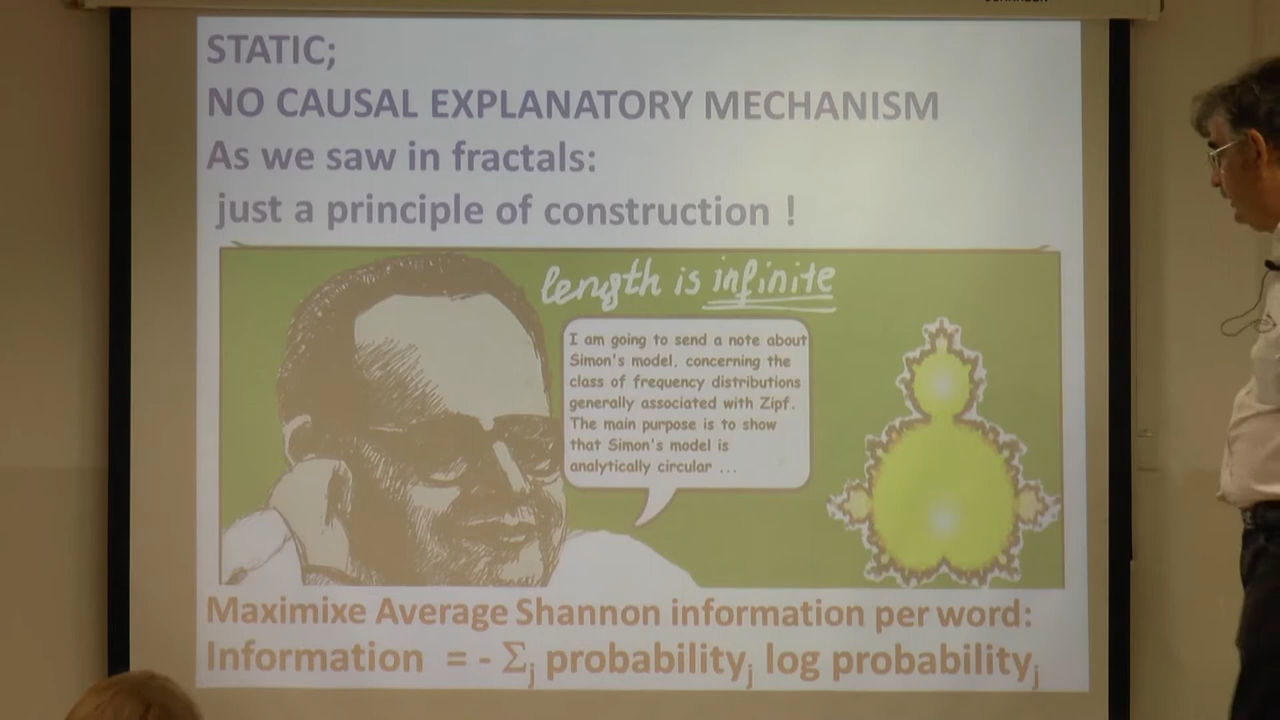 STATIC;
NO CAUSAL EXPLANATORY MECHANISM
As we saw in fractals:
just a principle of construction !
length is infinite
I am going to send a note about
Simon's model, concerning the
class of frequency distributions
generally associated with Zipf.
The main purpose is to show
that Simon's model is
analytically circular ...
Maximixe Average Shannon information per word:
Information = - Σj probabilityj log probabilityj